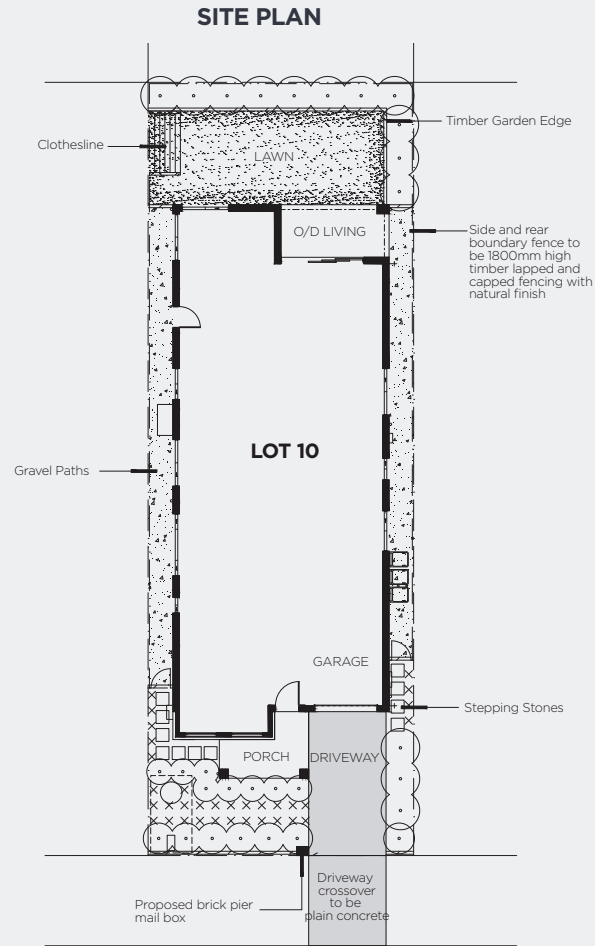 SITE PLAN
Timber Garden Edge
Clothesline
LAWN
O/D LIVING
Side and rear
boundary fence to
be 1800mm high
timber lapped and
capped fencing with
natural finish
LOT 10
Gravel Paths
GARAGE
Stepping Stones
PORCH
DRIVEWAY
Driveway
crossover
to be
plain concrete
Proposed brick pier
mail box